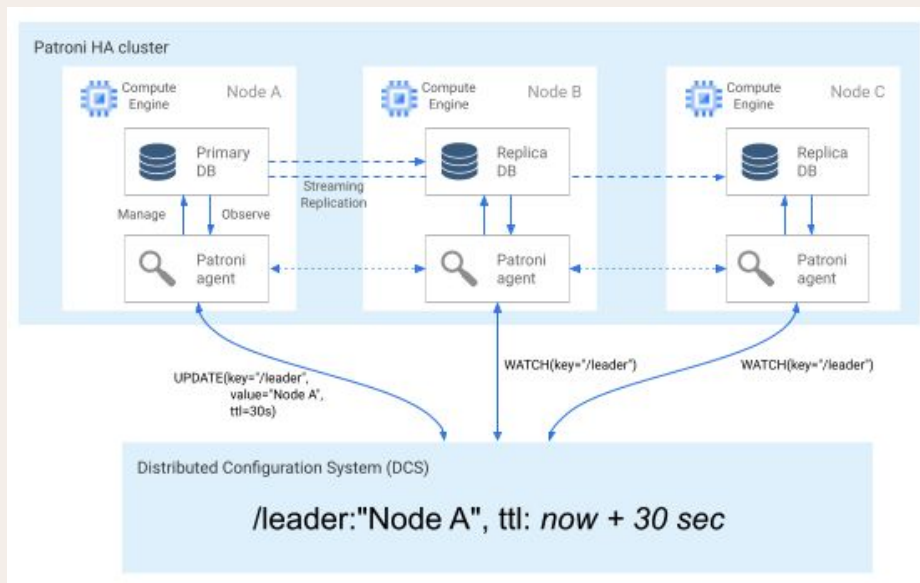 Patroni HA cluster
Compute
Engine
Node A
Compute
Engine
Node B
Compute
Engine
Node C
Primary
DB
Replica
DB
Replica
DB
Streaming
Replication
Manage
Observe
Patroni
agent
Patroni
agent
Patroni
agent
UPDATE(key="/leader",
value="Node A",
ttl=30s)
WATCH(key="/leader")
WATCH(key="/leader")
Distributed Configuration System (DCS)
/leader:"Node A", ttl: now + 30 sec